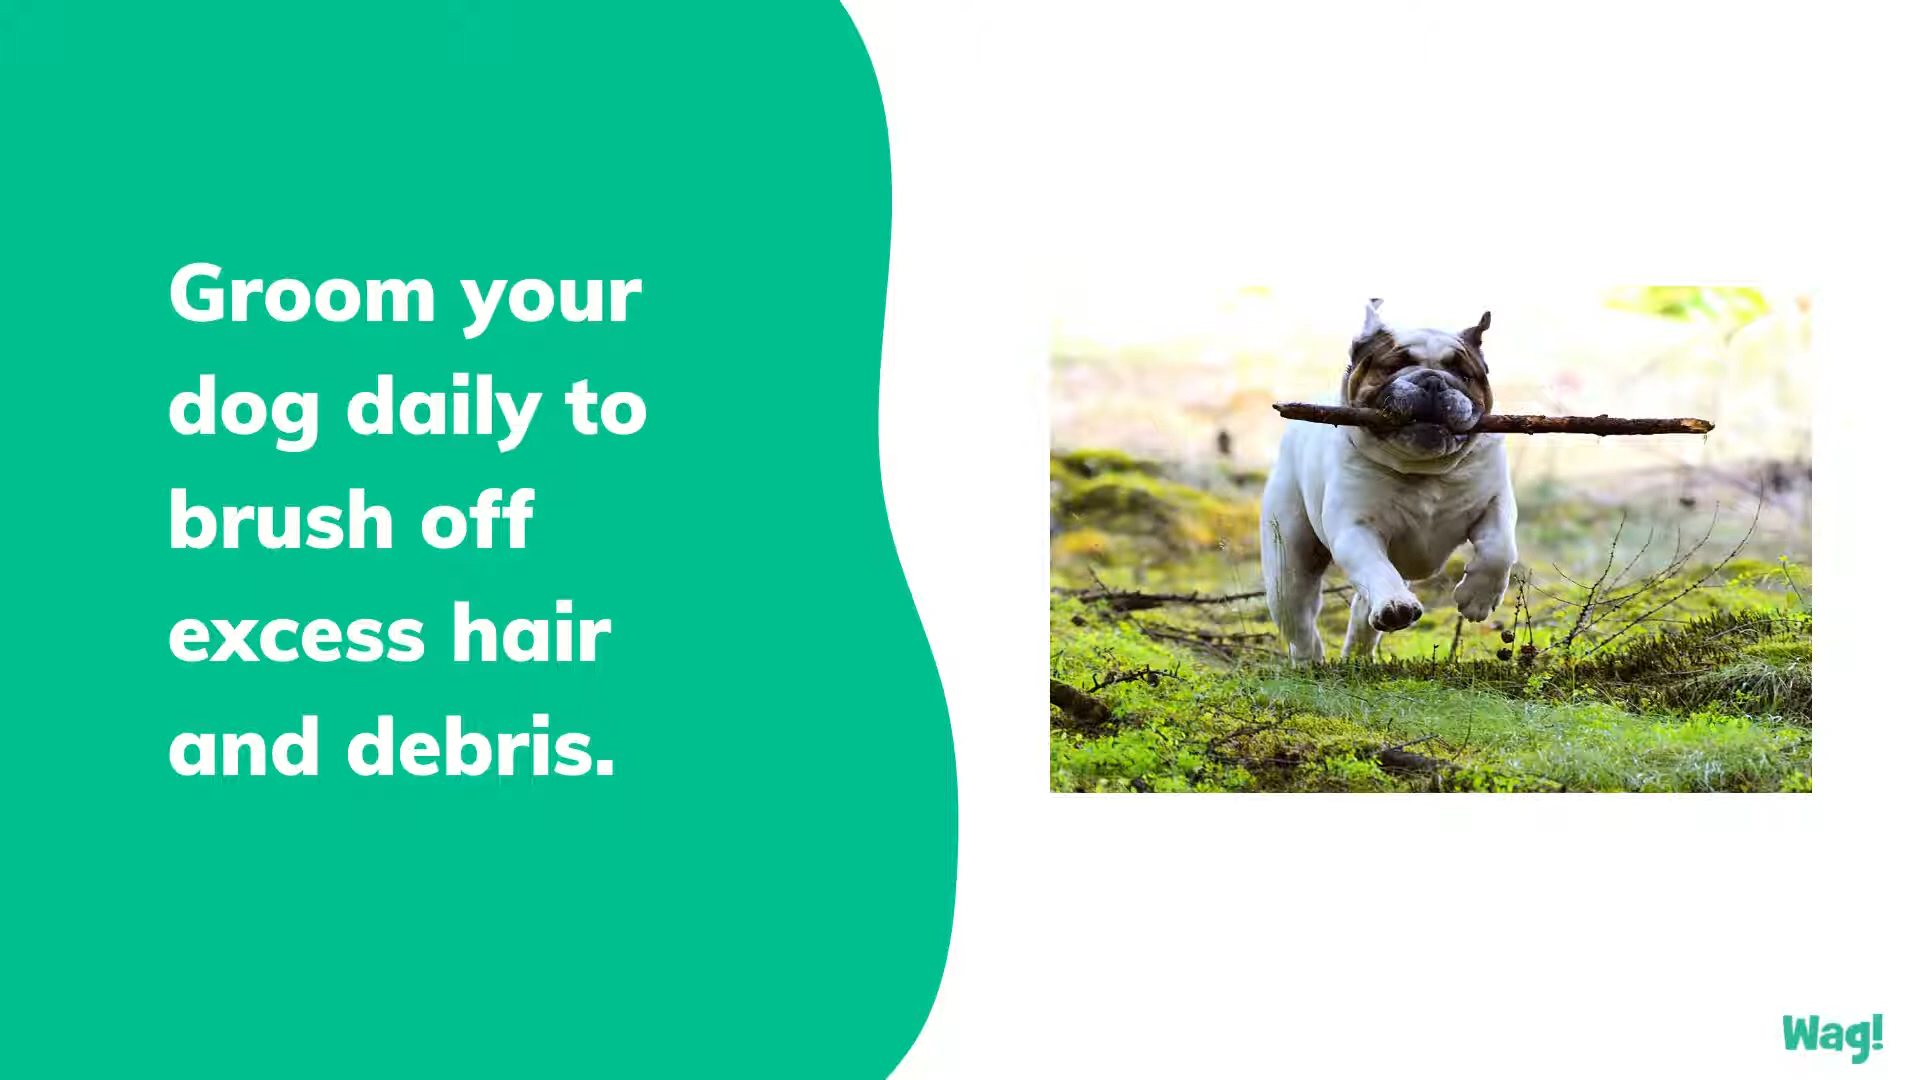 Groom your
dog daily to
brush off
excess hair
and debris.
Wag!